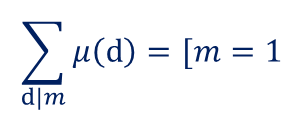 ∑ μ(d) = [m = 1
d|m